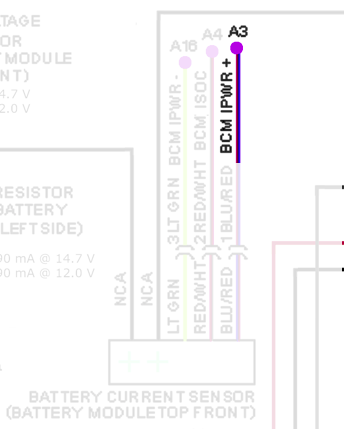 TAGE
OR
MODULE
NT)
4.7 V
2.0 V
A16
A4
A3
BCM IPWR -
BCM ISOC
BCM IPWR +
3 LT GRN
2 RED/WHT
1 BLU/RED
RESISTOR
BATTERY
LEFT SIDE)
90 mA @ 14.7 V
90 mA @ 12.0 V
NCA
NCA
LT GRN
RED/WHT
BLU/RED
BATTERY CURRENT SENSOR
(BATTERY MODULE TOP FRONT)